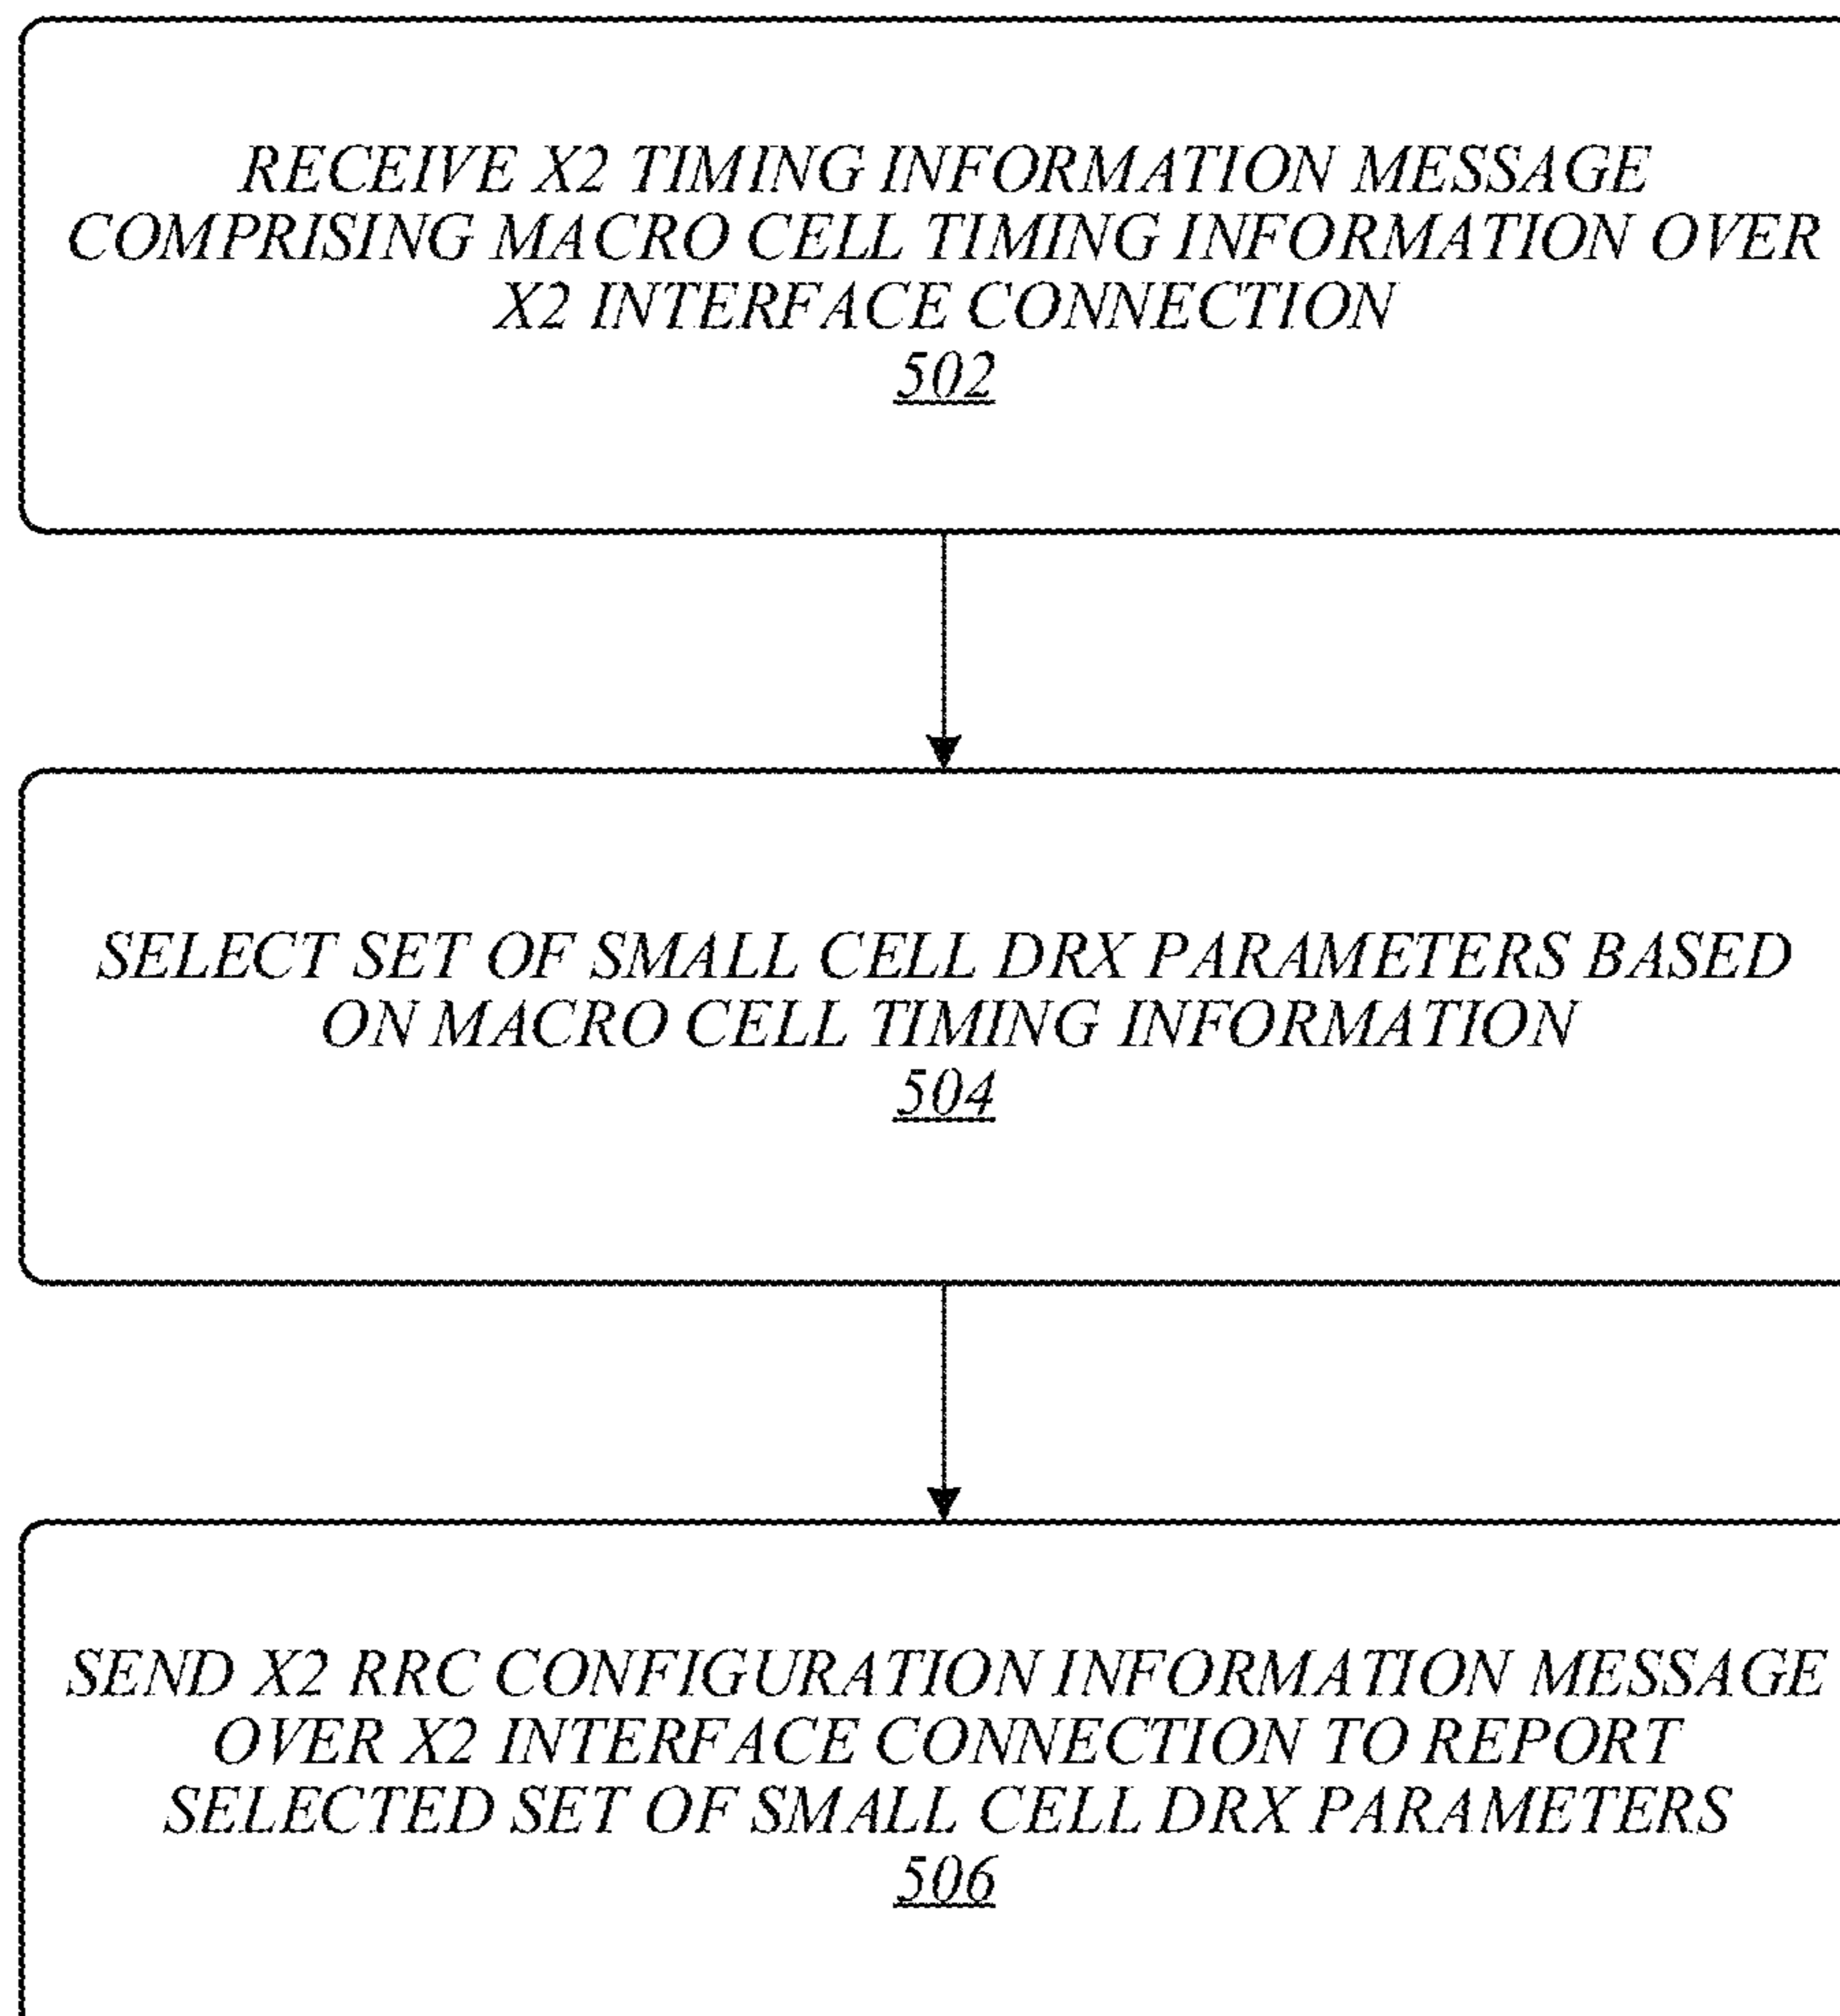 RECEIVE X2 TIMING INFORMATION MESSAGE
COMPRISING MACRO CELL TIMING INFORMATION OVER
X2 INTERFACE CONNECTION
502
SELECT SET OF SMALL CELL DRX PARAMETERS BASED
ON MACRO CELL TIMING INFORMATION
504
SEND X2 RRC CONFIGURATION INFORMATION MESSAGE
OVER X2 INTERFACE CONNECTION TO REPORT
SELECTED SET OF SMALL CELL DRX PARAMETERS
506